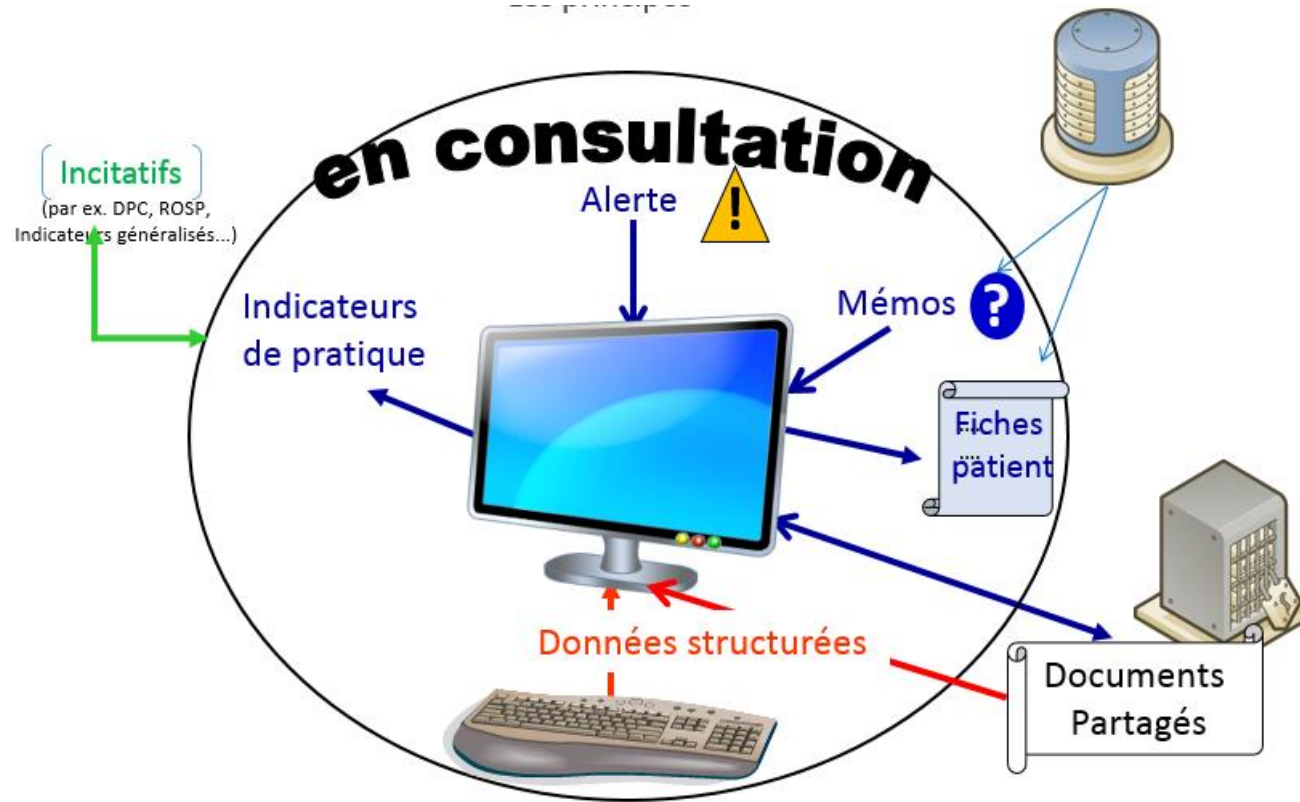 en consultation
Incitatifs
(par ex. DPC, ROSP,
Indicateurs généralisés...)
Alerte
!
Indicateurs
de pratique
Mémos ?
Fiches
patient
Données structurées
Documents
Partagés